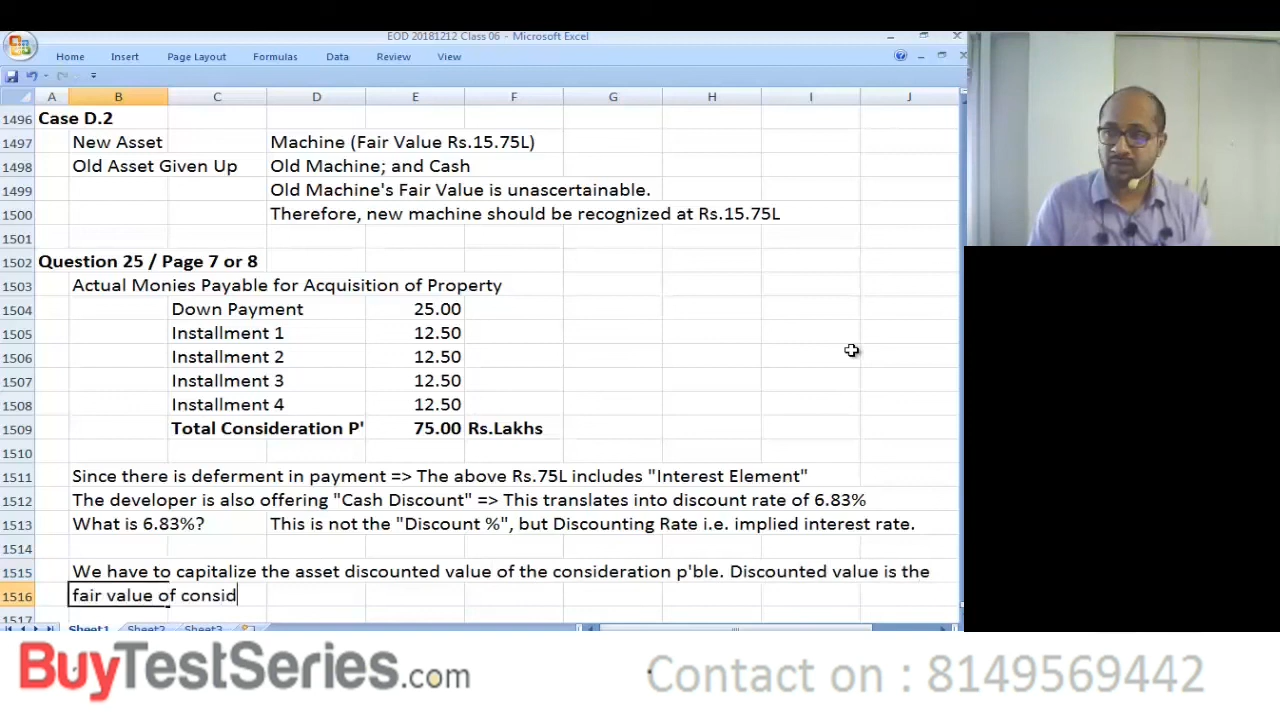 EOD 20181212 Class 06 - Microsoft Excel
Home Insert Page Layout Formulas Data Review View
A B C D E F G H I J
1496 Case D.2
1497 New Asset Machine (Fair Value Rs.15.75L)
1498 Old Asset Given Up Old Machine; and Cash
1499 Old Machine's Fair Value is unascertainable.
1500 Therefore, new machine should be recognized at Rs.15.75L
1501
1502 Question 25 / Page 7 or 8
1503 Actual Monies Payable for Acquisition of Property
1504 Down Payment 25.00
1505 Installment 1 12.50
1506 Installment 2 12.50
1507 Installment 3 12.50
1508 Installment 4 12.50
1509 Total Consideration P' 75.00 Rs.Lakhs
1510
1511 Since there is deferment in payment => The above Rs.75L includes "Interest Element"
1512 The developer is also offering "Cash Discount" => This translates into discount rate of 6.83%
1513 What is 6.83%? This is not the "Discount %", but Discounting Rate i.e. implied interest rate.
1514
1515 We have to capitalize the asset discounted value of the consideration p'ble. Discounted value is the
1516 fair value of consid
1517
Sheet1 Sheet2 Sheet3
BuyTestSeries.com
Contact on : 8149569442